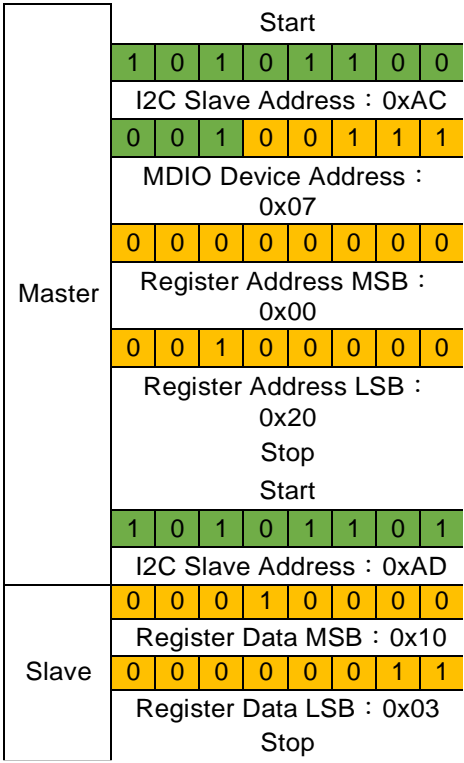 Start
1 0 1 0 1 1 0 0
I2C Slave Address：0xAC
0 0 1 0 0 1 1 1
MDIO Device Address：
0x07
0 0 0 0 0 0 0 0
Master
Register Address MSB：
0x00
0 0 1 0 0 0 0 0
Register Address LSB：
0x20
Stop
Start
1 0 1 0 1 1 0 1
I2C Slave Address：0xAD
0 0 0 1 0 0 0 0
Register Data MSB：0x10
Slave
0 0 0 0 0 0 1 1
Register Data LSB：0x03
Stop